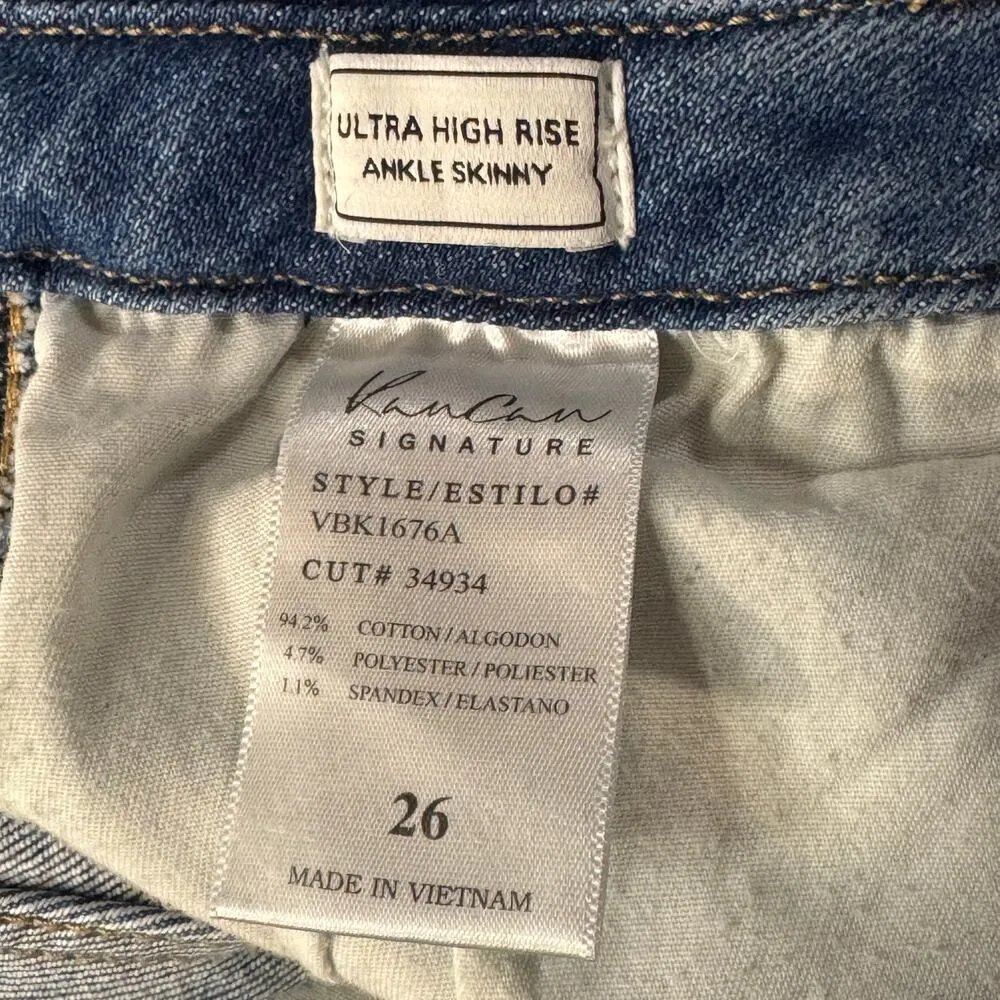 ULTRA HIGH RISE
ANKLE SKINNY
KanCan
SIGNATURE
STYLE/ESTILO#
VBK1676A
CUT# 34934
94.2% COTTON/ALGODON
4.7% POLYESTER/POLIESTER
1.1% SPANDEX/ELASTANO
26
MADE IN VIETNAM